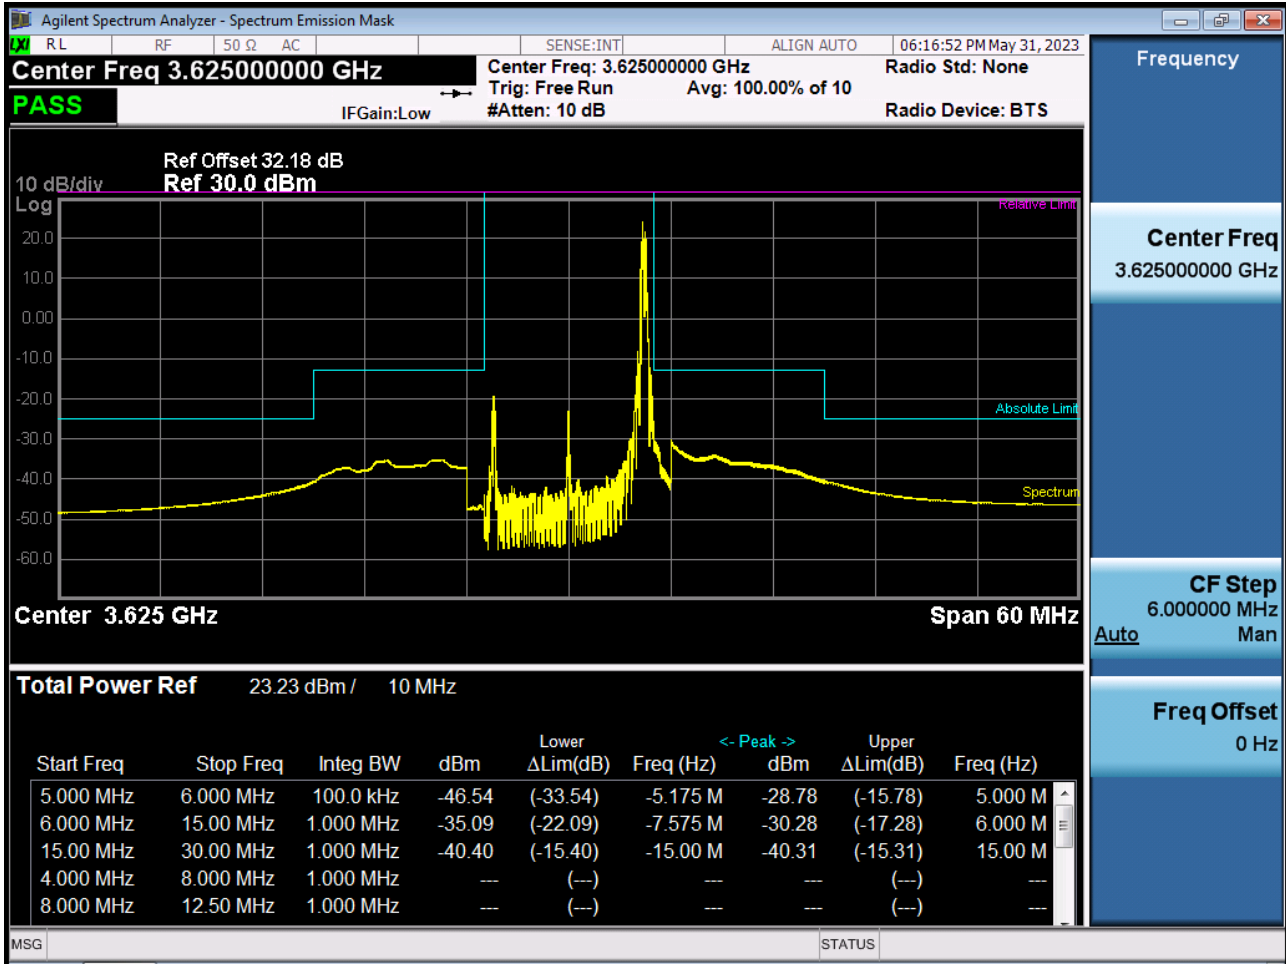 Agilent Spectrum Analyzer - Spectrum Emission Mask
LXI RL RF 50 Ω AC SENSE:INT ALIGN AUTO 06:16:52 PM May 31, 2023
Center Freq 3.625000000 GHz
Center Freq: 3.625000000 GHz
Radio Std: None
Trig: Free Run Avg: 100.00% of 10
PASS
IFGain:Low
#Atten: 10 dB
Radio Device: BTS
Ref Offset 32.18 dB
10 dB/div Ref 30.0 dBm
Log
Relative Limit
20.0
10.0
0.00
-10.0
-20.0
Absolute Limit
-30.0
-40.0
Spectrum
-50.0
-60.0
Center 3.625 GHz Span 60 MHz
Total Power Ref 23.23 dBm / 10 MHz
Lower <- Peak -> Upper
Start Freq Stop Freq Integ BW dBm ΔLim(dB) Freq (Hz) dBm ΔLim(dB) Freq (Hz)
5.000 MHz 6.000 MHz 100.0 kHz -46.54 (-33.54) -5.175 M -28.78 (-15.78) 5.000 M
6.000 MHz 15.00 MHz 1.000 MHz -35.09 (-22.09) -7.575 M -30.28 (-17.28) 6.000 M
15.00 MHz 30.00 MHz 1.000 MHz -40.40 (-15.40) -15.00 M -40.31 (-15.31) 15.00 M
4.000 MHz 8.000 MHz 1.000 MHz --- (---) --- --- (---) ---
8.000 MHz 12.50 MHz 1.000 MHz --- (---) --- --- (---) ---
MSG STATUS
Frequency
Center Freq
3.625000000 GHz
CF Step
6.000000 MHz
Auto Man
Freq Offset
0 Hz